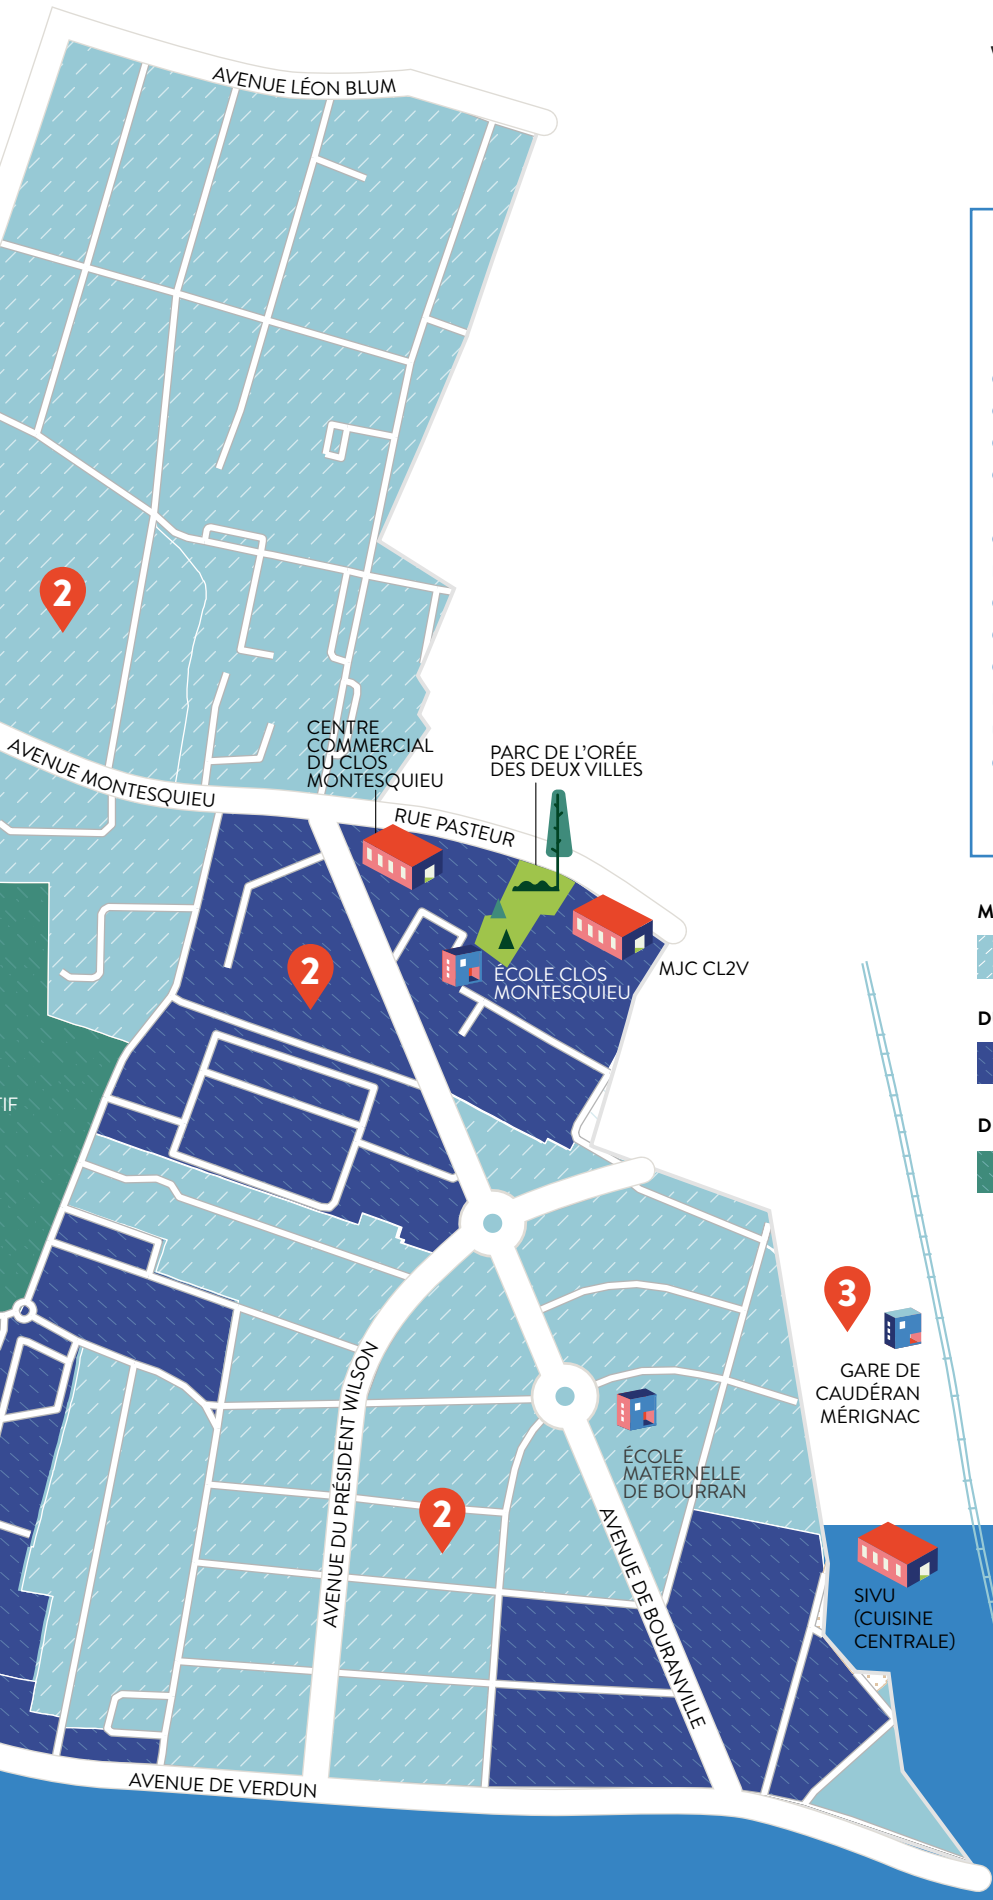 AVENUE LÉON BLUM
2
CENTRE
COMMERCIAL
DU CLOS
MONTESQUIEU
PARC DE L'ORÉE
DES DEUX VILLES
AVENUE MONTESQUIEU
RUE PASTEUR
M
2
ÉCOLE CLOS
MONTESQUIEU
MJC CL2V
D
TIF
D
3
GARE DE
CAUDÉRAN
MÉRIGNAC
AVENUE DU PRÉSIDENT WILSON
ÉCOLE
MATERNELLE
DE BOURRAN
2
AVENUE DE BOURANVILLE
SIVU
(CUISINE
CENTRALE)
AVENUE DE VERDUN